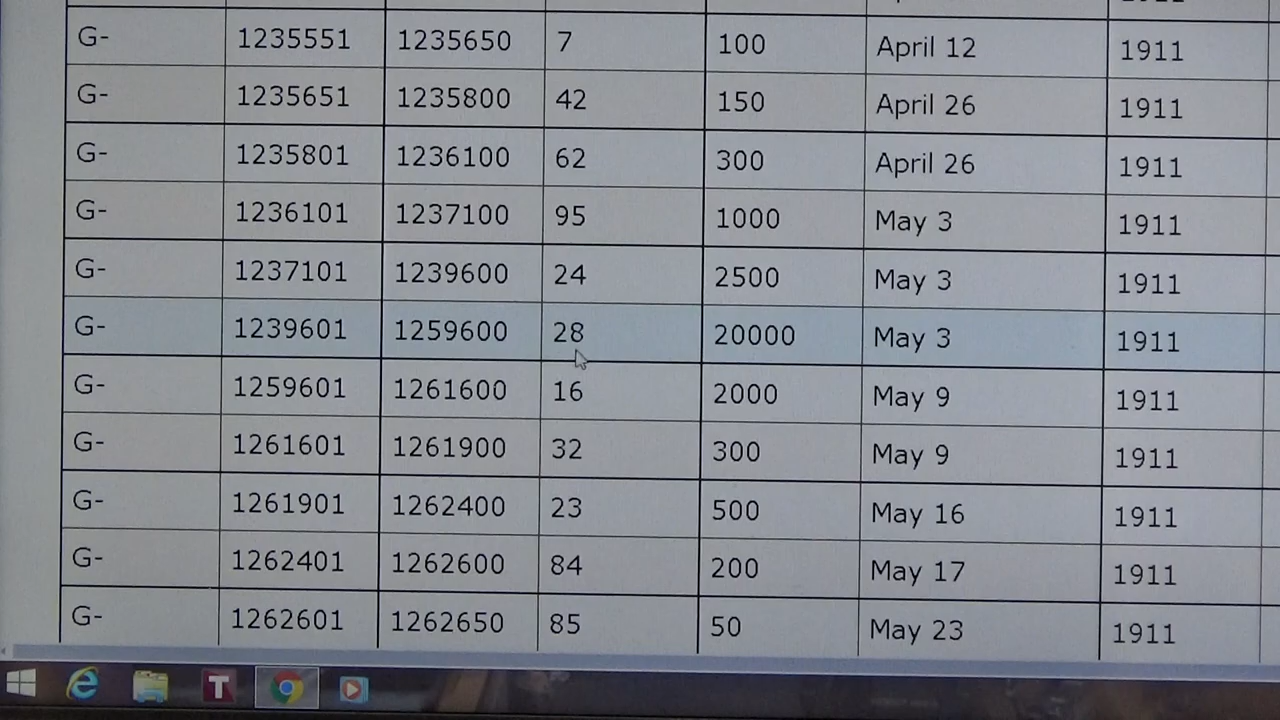 1911
G- 1235551 1235650 7 100 April 12 1911
G- 1235651 1235800 42 150 April 26 1911
G- 1235801 1236100 62 300 April 26 1911
G- 1236101 1237100 95 1000 May 3 1911
G- 1237101 1239600 24 2500 May 3 1911
G- 1239601 1259600 28 20000 May 3 1911
G- 1259601 1261600 16 2000 May 9 1911
G- 1261601 1261900 32 300 May 9 1911
G- 1261901 1262400 23 500 May 16 1911
G- 1262401 1262600 84 200 May 17 1911
G- 1262601 1262650 85 50 May 23 1911
T